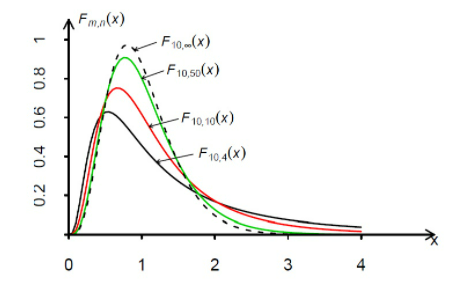 F_{m,n}(x)
1
F_{10,∞}(x)
F_{10,50}(x)
0.8
0.6
F_{10,10}(x)
0.4
F_{10,4}(x)
0.2
x
0 1 2 3 4